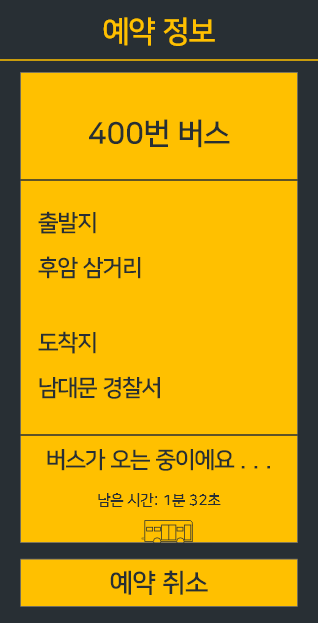 예약 정보
400번 버스
출발지
후암 삼거리
도착지
남대문 경찰서
버스가 오는 중이에요 . . .
남은 시간: 1분 32초
예약 취소